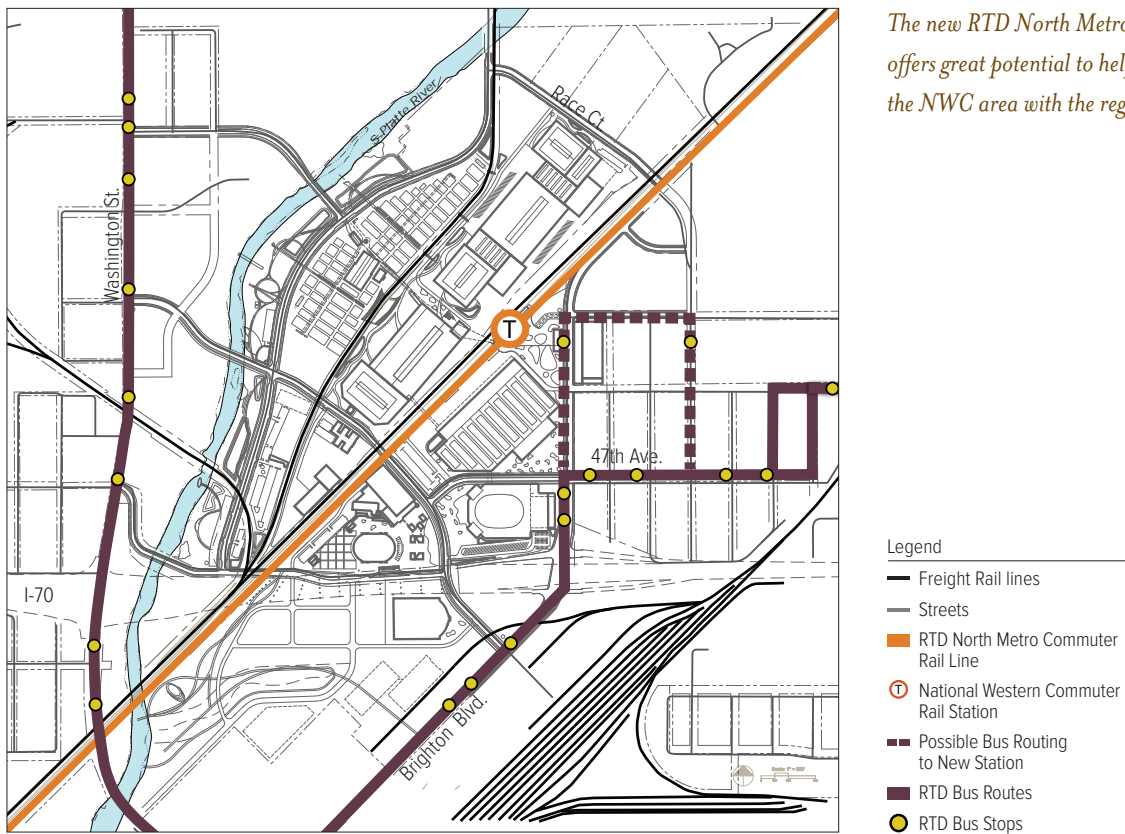 The new RTD North Metro
offers great potential to hel
the NWC area with the reg
Race Ct
S Platte River
Washington St.
T
47th Ave.
I-70
Brighton Blvd.
Legend
Freight Rail lines
Streets
RTD North Metro Commuter
Rail Line
T National Western Commuter
Rail Station
Possible Bus Routing
to New Station
RTD Bus Routes
RTD Bus Stops